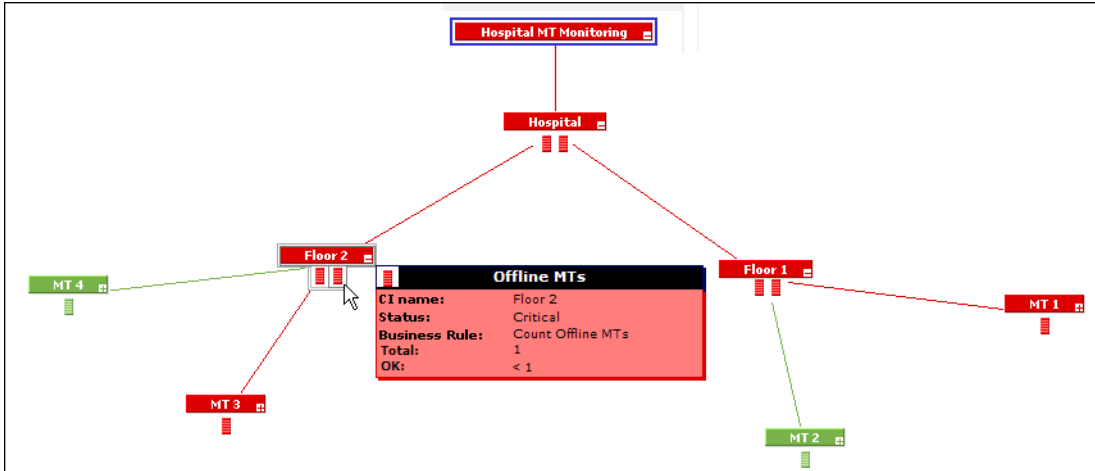 Hospital MT Monitoring
Hospital
Floor 2
Floor 1
MT 4
Offline MTs
CI name: Floor 2
Status: Critical
Business Rule: Count Offline MTs
Total: 1
OK: < 1
MT 1
MT 3
MT 2